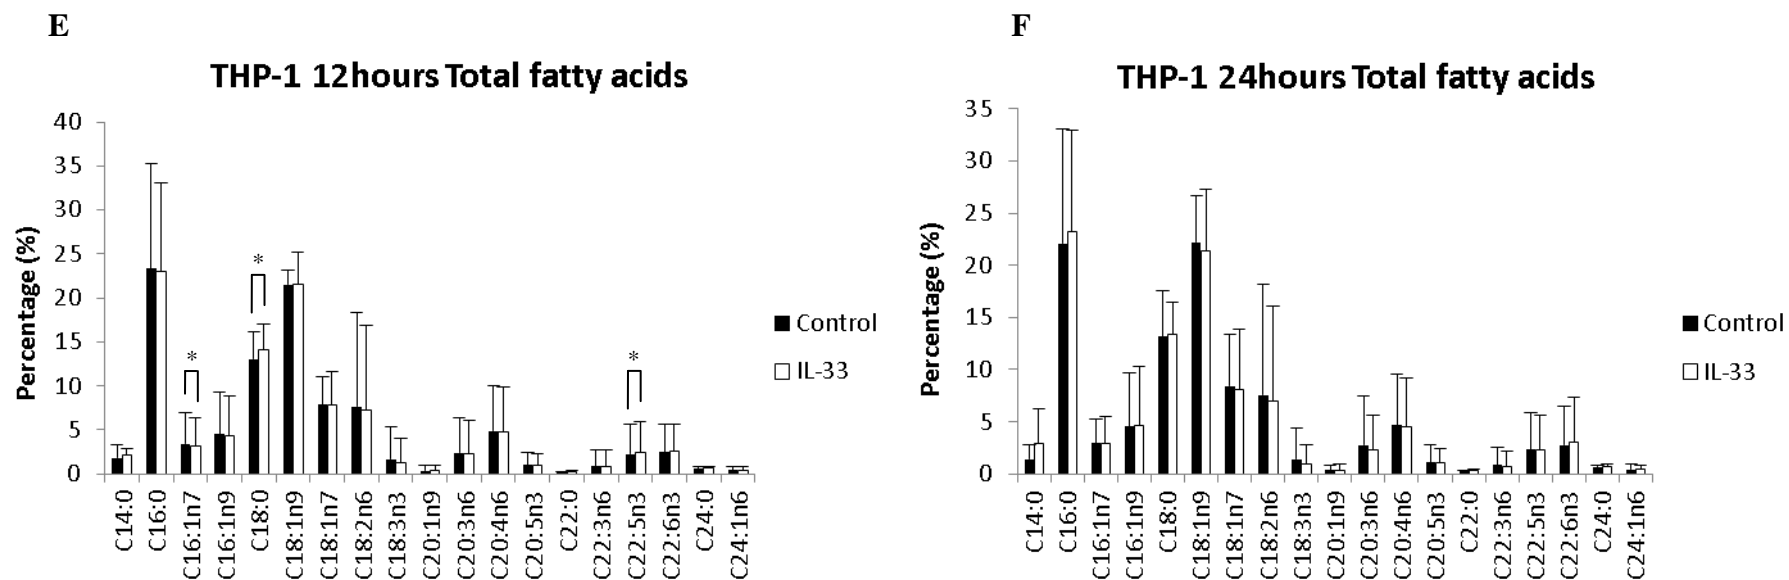 E
THP-1 12hours Total fatty acids
Percentage (%)
40
35
30
25
20
15
10
5
0
*
*
*
C14:0
C16:0
C16:1n7
C16:1n9
C18:0
C18:1n9
C18:1n7
C18:2n6
C18:3n3
C20:1n9
C20:3n6
C20:4n6
C20:5n3
C22:0
C22:3n6
C22:5n3
C22:6n3
C24:0
C24:1n6
Control
IL-33
F
THP-1 24hours Total fatty acids
Percentage (%)
35
30
25
20
15
10
5
0
C14:0
C16:0
C16:1n7
C16:1n9
C18:0
C18:1n9
C18:1n7
C18:2n6
C18:3n3
C20:1n9
C20:3n6
C20:4n6
C20:5n3
C22:0
C22:3n6
C22:5n3
C22:6n3
C24:0
C24:1n6
Control
IL-33